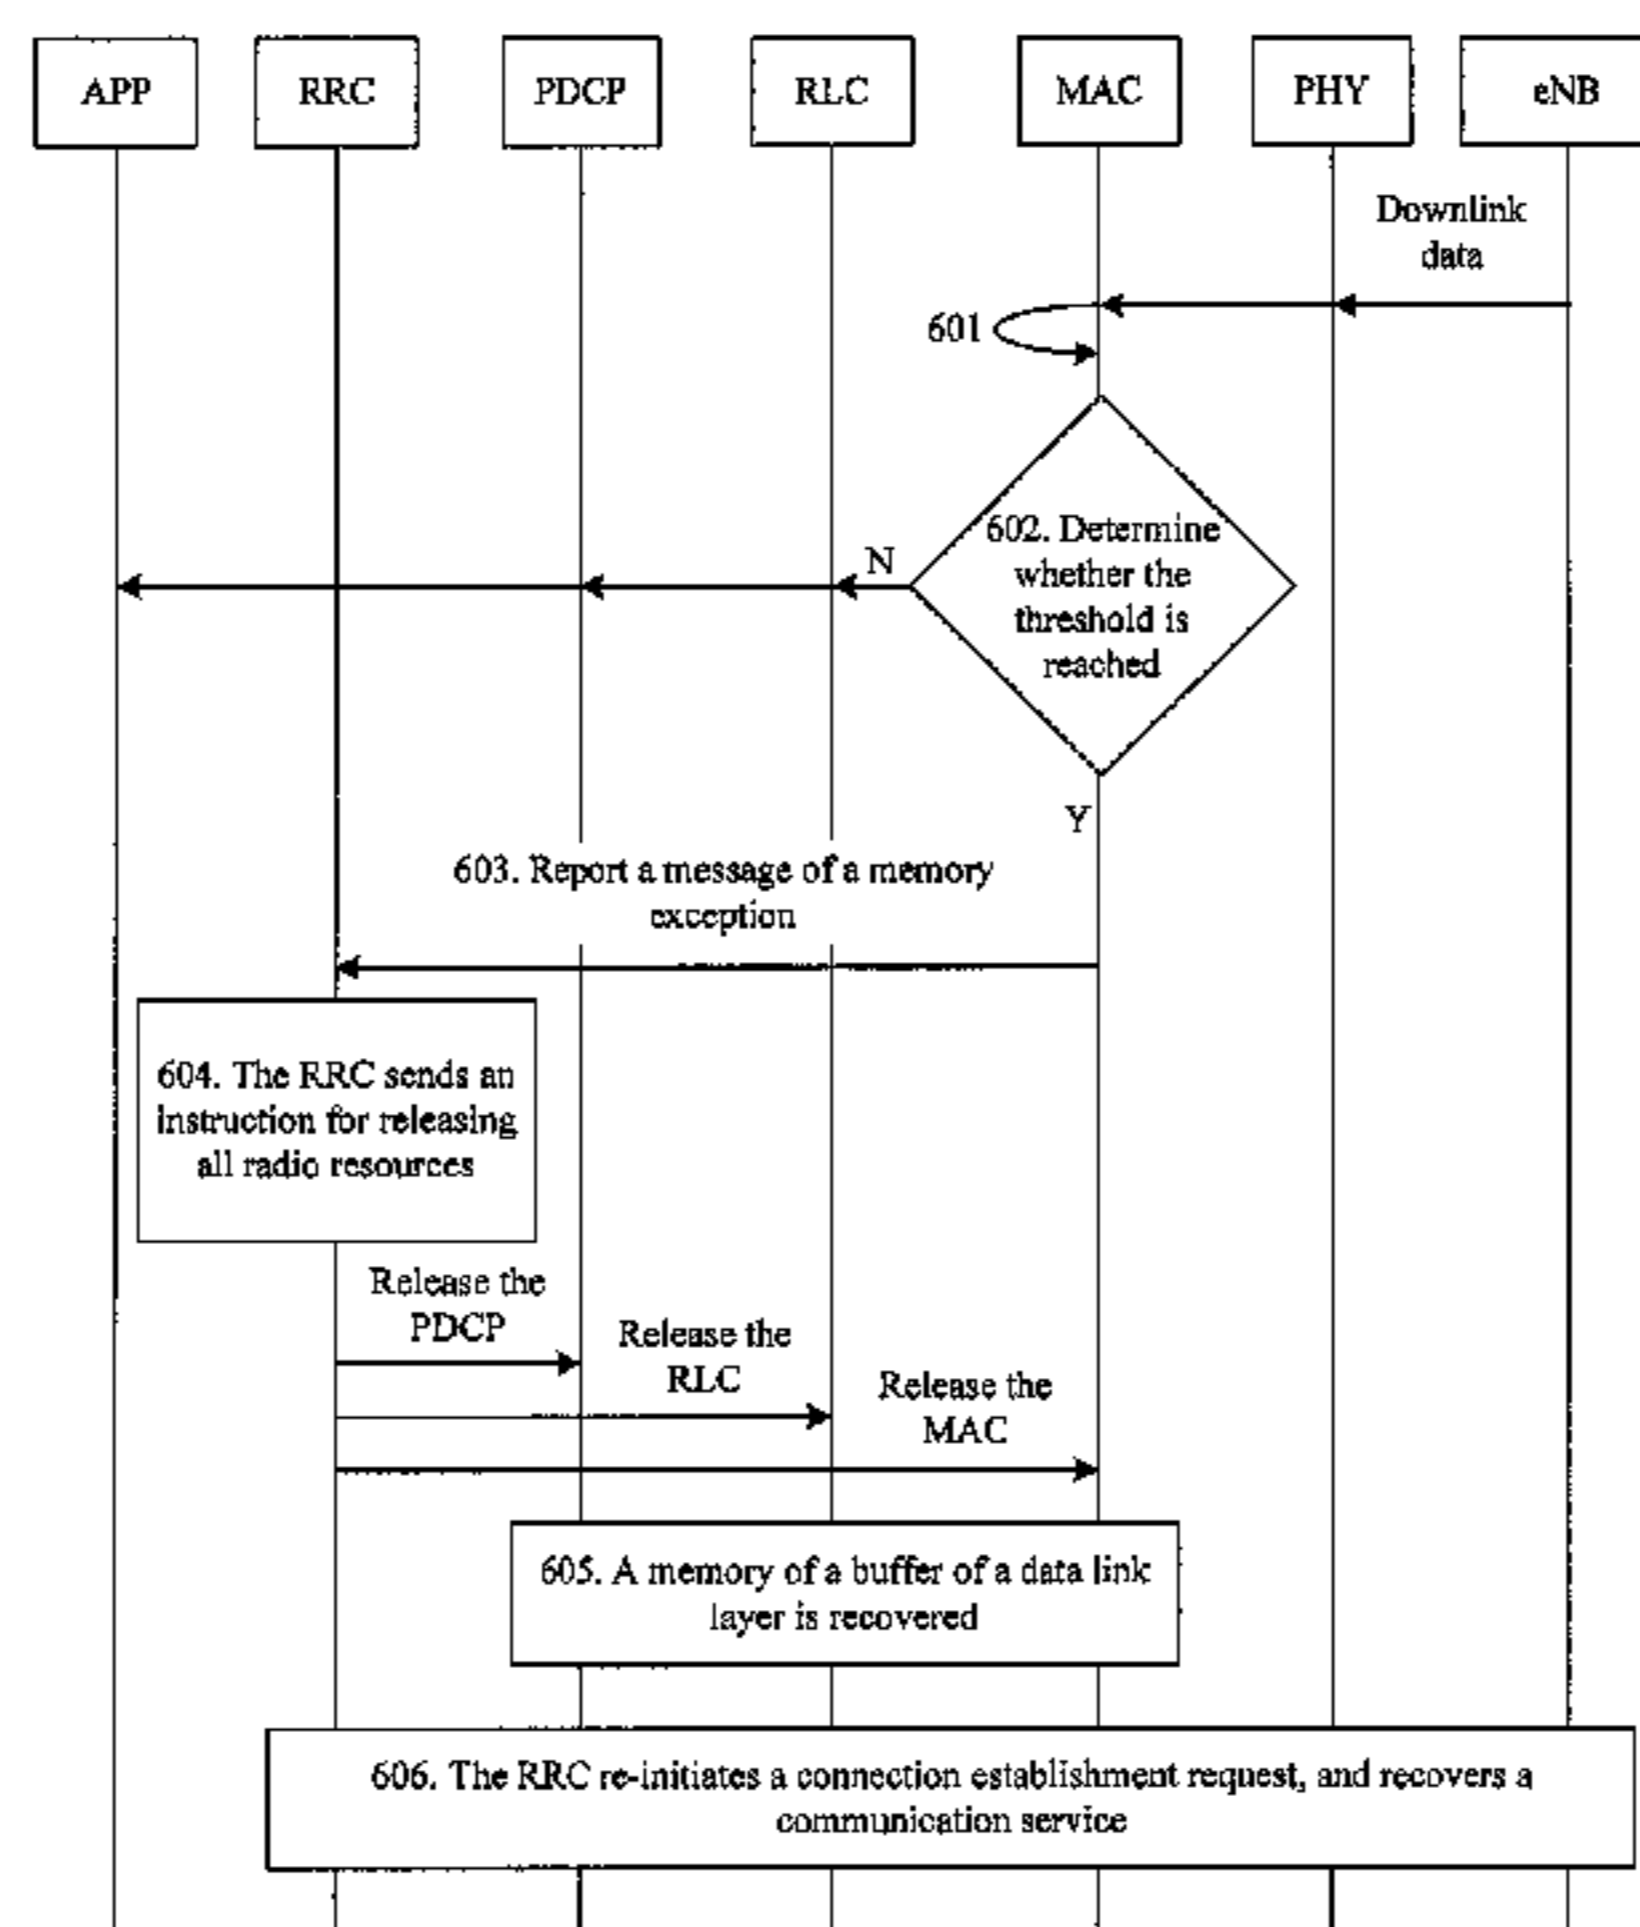 APP
RRC
PDCP
RLC
MAC
PHY
eNB
Downlink
data
601
602. Determine
whether the
threshold is
reached
N
Y
603. Report a message of a memory
exception
604. The RRC sends an
instruction for releasing
all radio resources
Release the
PDCP
Release the
RLC
Release the
MAC
605. A memory of a buffer of a data link
layer is recovered
606. The RRC re-initiates a connection establishment request, and recovers a
communication service